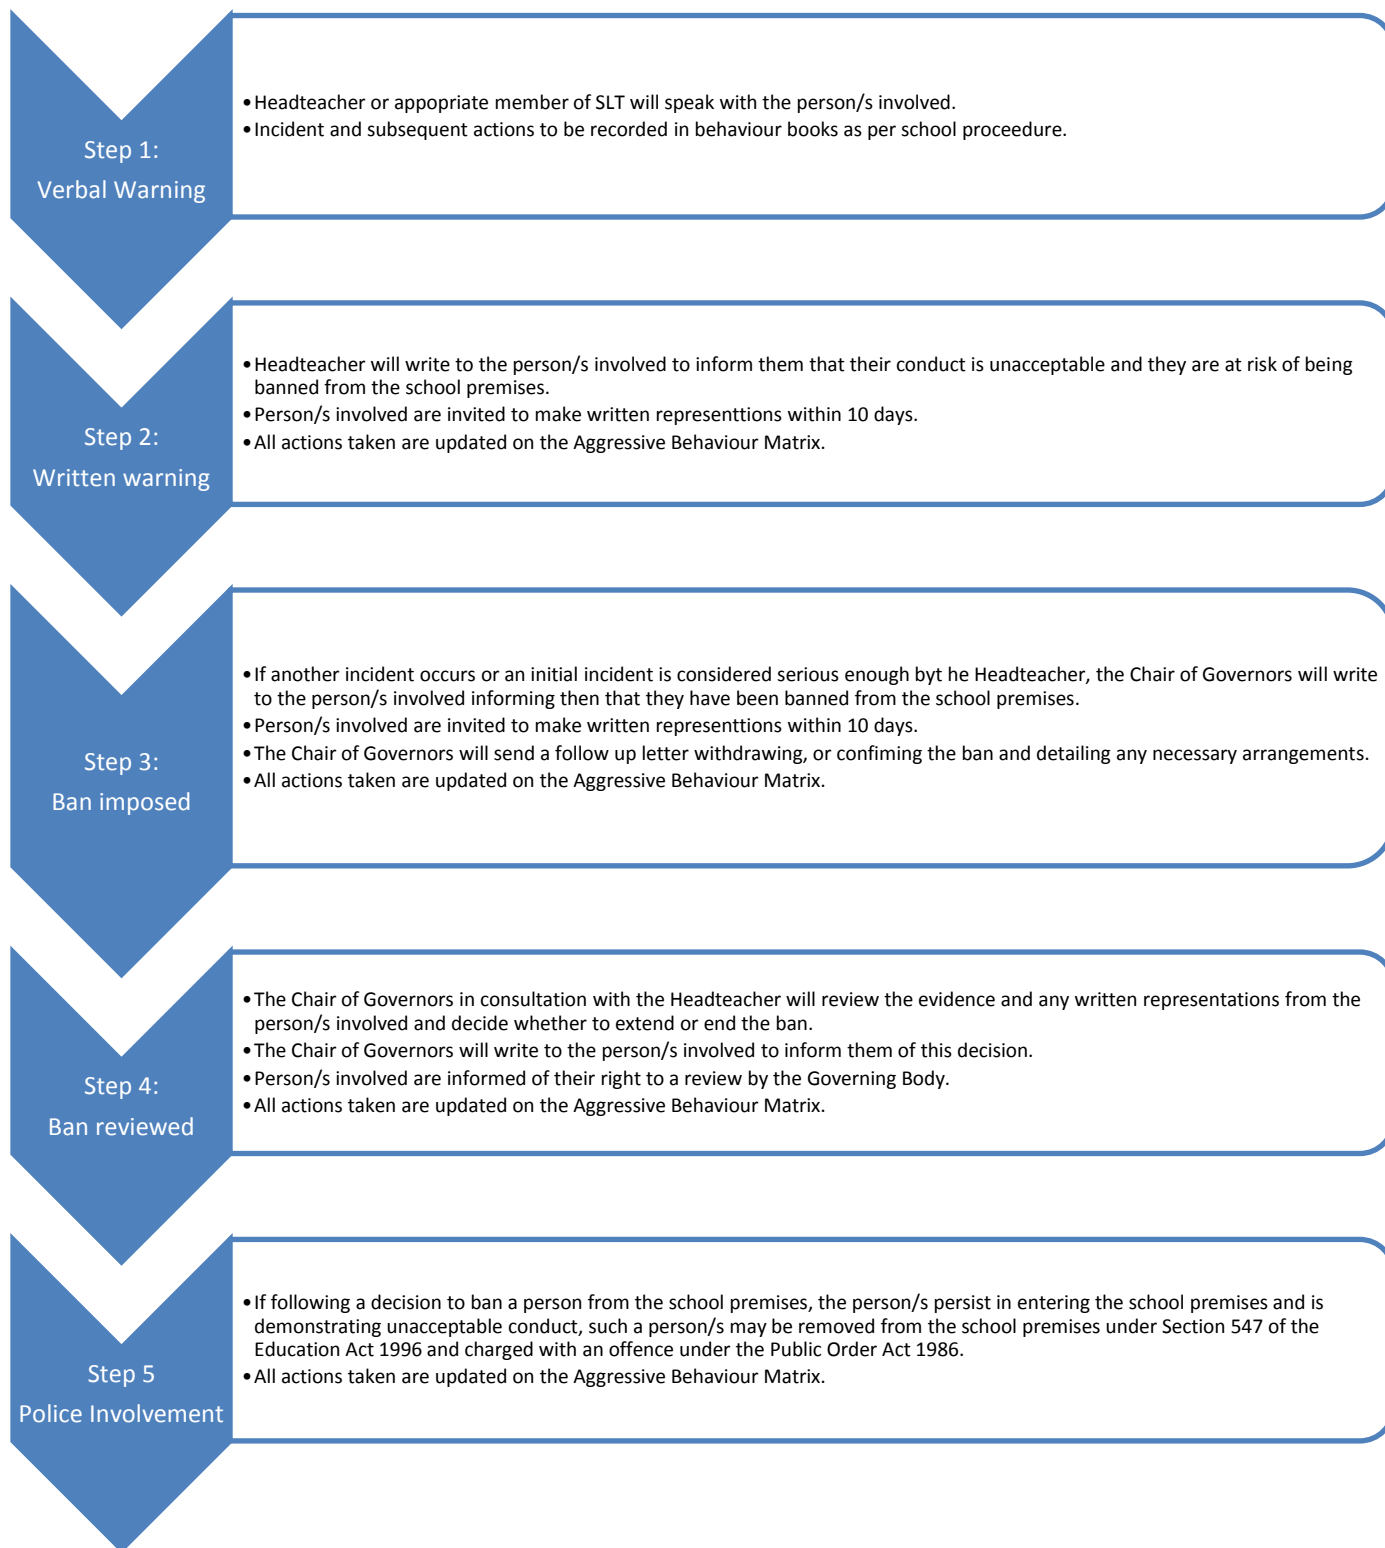 Step 1:
Verbal Warning
•Headteacher or appopriate member of SLT will speak with the person/s involved.
•Incident and subsequent actions to be recorded in behaviour books as per school proceedure.
Step 2:
Written warning
•Headteacher will write to the person/s involved to inform them that their conduct is unacceptable and they are at risk of being
banned from the school premises.
•Person/s involved are invited to make written representtions within 10 days.
•All actions taken are updated on the Aggressive Behaviour Matrix.
Step 3:
Ban imposed
•If another incident occurs or an initial incident is considered serious enough byt he Headteacher, the Chair of Governors will write
to the person/s involved informing then that they have been banned from the school premises.
•Person/s involved are invited to make written representtions within 10 days.
•The Chair of Governors will send a follow up letter withdrawing, or confiming the ban and detailing any necessary arrangements.
•All actions taken are updated on the Aggressive Behaviour Matrix.
Step 4:
Ban reviewed
•The Chair of Governors in consultation with the Headteacher will review the evidence and any written representations from the
person/s involved and decide whether to extend or end the ban.
•The Chair of Governors will write to the person/s involved to inform them of this decision.
•Person/s involved are informed of their right to a review by the Governing Body.
•All actions taken are updated on the Aggressive Behaviour Matrix.
Step 5
Police Involvement
•If following a decision to ban a person from the school premises, the person/s persist in entering the school premises and is
demonstrating unacceptable conduct, such a person/s may be removed from the school premises under Section 547 of the
Education Act 1996 and charged with an offence under the Public Order Act 1986.
•All actions taken are updated on the Aggressive Behaviour Matrix.